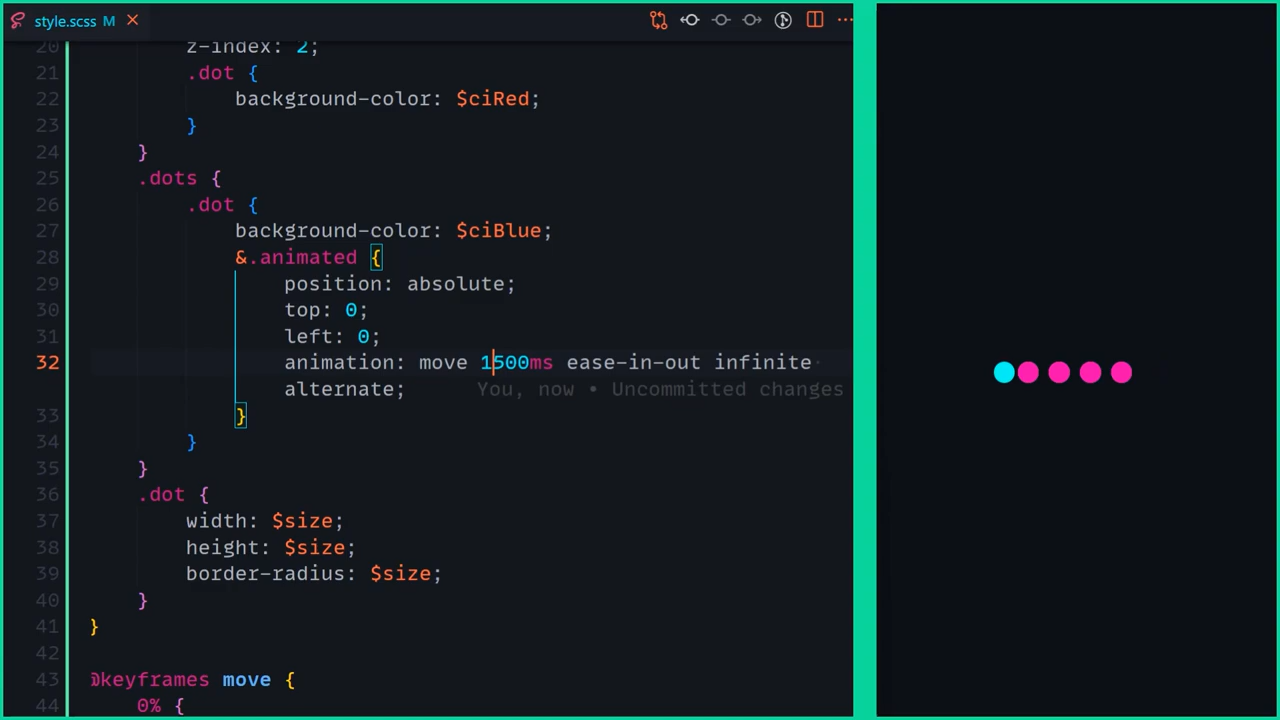 style.scss M
20 z-index: 2;
21 .dot {
22 background-color: $ciRed;
23 }
24 }
25 .dots {
26 .dot {
27 background-color: $ciBlue;
28 &.animated {
29 position: absolute;
30 top: 0;
31 left: 0;
32 animation: move 1500ms ease-in-out infinite
alternate; You, now • Uncommitted changes
33 }
34 }
35 }
36 .dot {
37 width: $size;
38 height: $size;
39 border-radius: $size;
40 }
41 }
42
43 @keyframes move {
44 0% {